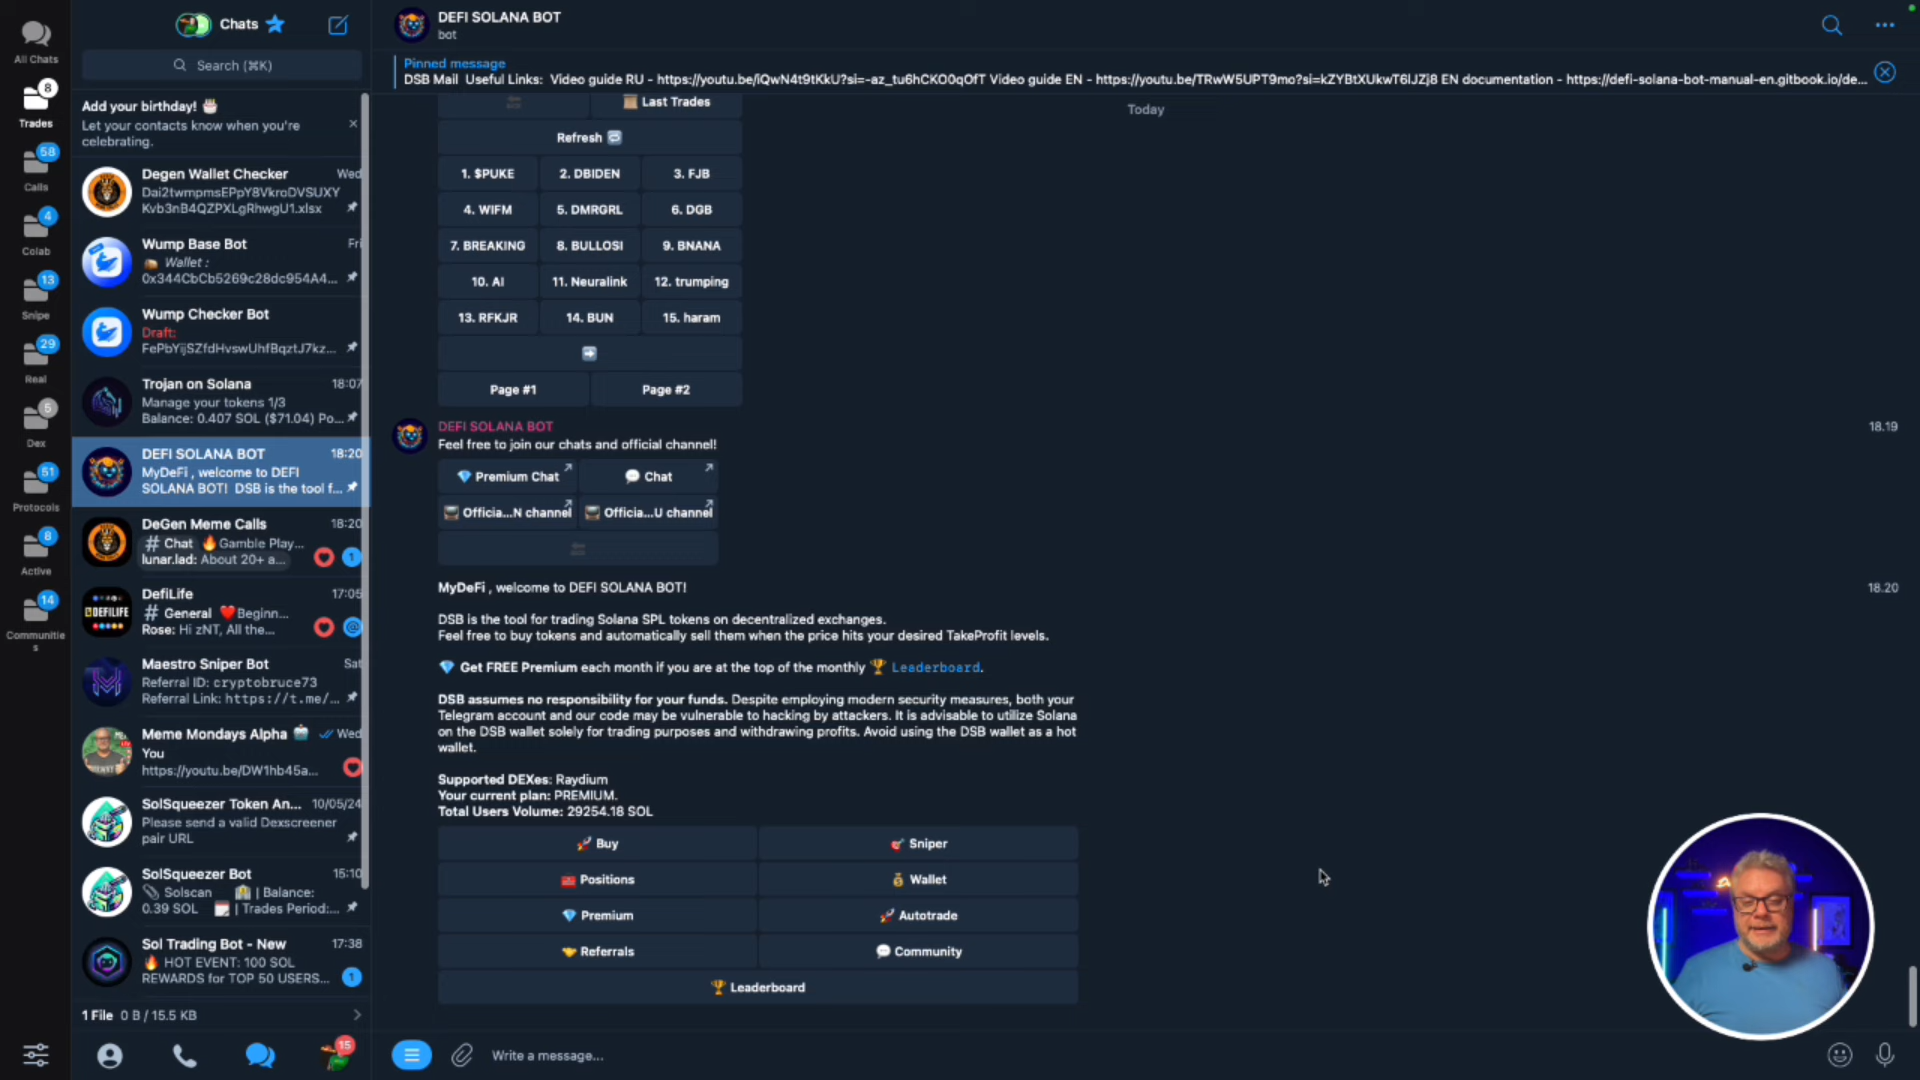 All Chats
8
Trades
58
Calls
4
Colab
13
Snipe
29
Real
5
Dex
51
Protocols
8
Active
14
Communitie
s
Chats
Search (⌘K)
Add your birthday! 🎂
Let your contacts know when you're
celebrating.
Degen Wallet Checker Wed
Dai2twmpmsEPpY8VkroDVSUXY
Kvb3nB4QZPXLgRhwgU1.xlsx
Wump Base Bot Fri
Wallet :
0x344CbCb5269c28dc954A4...
Wump Checker Bot
Draft:
FePbYijSZfdHvswUhfBqztJ7kz...
Trojan on Solana 18:07
Manage your tokens 1/3
Balance: 0.407 SOL ($71.04) Po...
DEFI SOLANA BOT 18:20
MyDeFi , welcome to DEFI
SOLANA BOT! DSB is the tool f...
DeGen Meme Calls 18:20
# Chat 🔥Gamble Play...
lunar.lad: About 20+ a... 1
DefiLife 17:05
DEFILIFE
# General ❤️Beginn...
Rose: Hi zNT, All the... @
Maestro Sniper Bot Sat
Referral ID: cryptobruce73
Referral Link: https://t.me/...
Meme Mondays Alpha Wed
You
https://youtu.be/DW1hb45a...
SolSqueezer Token An... 10/05/24
Please send a valid Dexscreener
pair URL
SolSqueezer Bot 15:10
Solscan | Balance:
0.39 SOL | Trades Period:...
Sol Trading Bot - New 17:38
🔥 HOT EVENT: 100 SOL
REWARDS for TOP 50 USERS... 1
1 File 0 B / 15.5 KB
15
DEFI SOLANA BOT
bot
Pinned message
DSB Mail Useful Links: Video guide RU - https://youtu.be/iQwN4t9tKkU?si=-az_tu6hCKO0qOfT Video guide EN - https://youtu.be/TRwW5UPT9mo?si=kZYBtXUkwT6IJZj8 EN documentation - https://defi-solana-bot-manual-en.gitbook.io/de...
Today
Last Trades
Refresh
1. $PUKE 2. DBIDEN 3. FJB
4. WIFM 5. DMRGRL 6. DGB
7. BREAKING 8. BULLOSI 9. BNANA
10. AI 11. Neuralink 12. trumping
13. RFKJR 14. BUN 15. haram
Page #1 Page #2
DEFI SOLANA BOT 18.19
Feel free to join our chats and official channel!
Premium Chat Chat
Officia...N channel Officia...U channel
MyDeFi , welcome to DEFI SOLANA BOT! 18.20
DSB is the tool for trading Solana SPL tokens on decentralized exchanges.
Feel free to buy tokens and automatically sell them when the price hits your desired TakeProfit levels.
💎 Get FREE Premium each month if you are at the top of the monthly 🏆 Leaderboard.
DSB assumes no responsibility for your funds. Despite employing modern security measures, both your
Telegram account and our code may be vulnerable to hacking by attackers. It is advisable to utilize Solana
on the DSB wallet solely for trading purposes and withdrawing profits. Avoid using the DSB wallet as a hot
wallet.
Supported DEXes: Raydium
Your current plan: PREMIUM.
Total Users Volume: 29254.18 SOL
Buy Sniper
Positions Wallet
Premium Autotrade
Referrals Community
Leaderboard
Write a message...